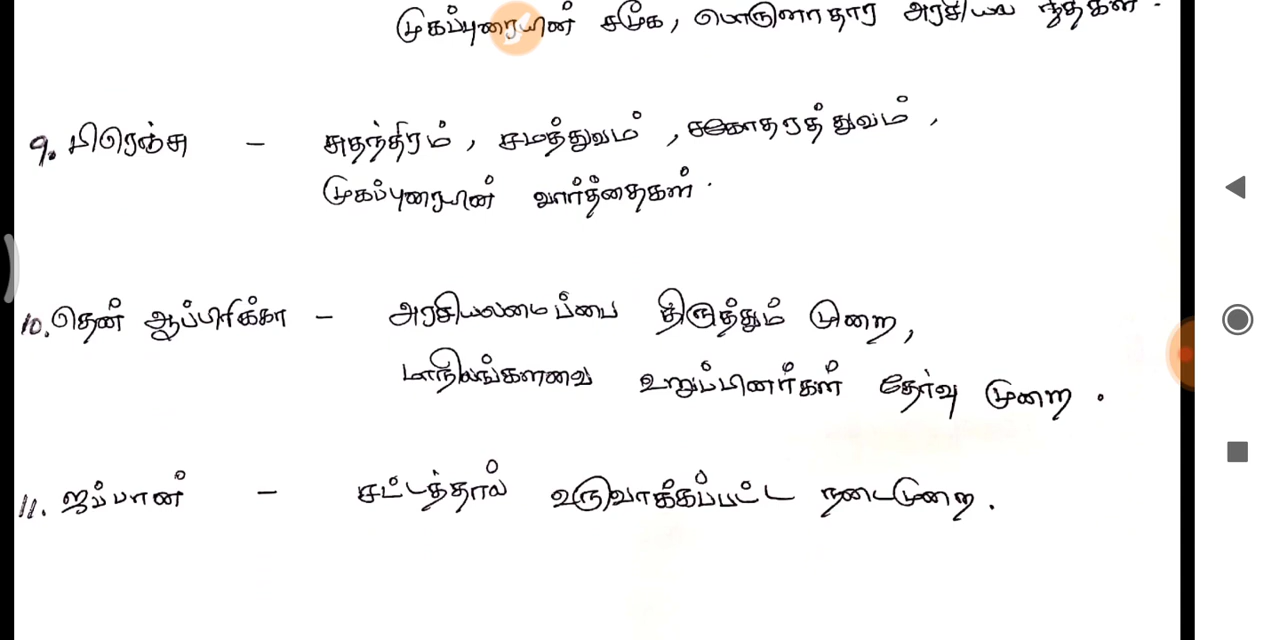 முகப்புரையின் சமூக, பொருளாதார அரசியல்
9. பிரெஞ்சு - சுதந்திரம், சமத்துவம், சகோதரத்துவம்,
முகப்புரையின் வார்த்தைகள்.
10. தென் ஆப்பிரிக்கா - அரசியலமைப்பை திருத்தும் முறை,
மாநிலங்களவை உறுப்பினர்கள் தேர்வு முறை.
11. ஜப்பான் - சட்டத்தால் உருவாக்கப்பட்ட நடைமுறை.